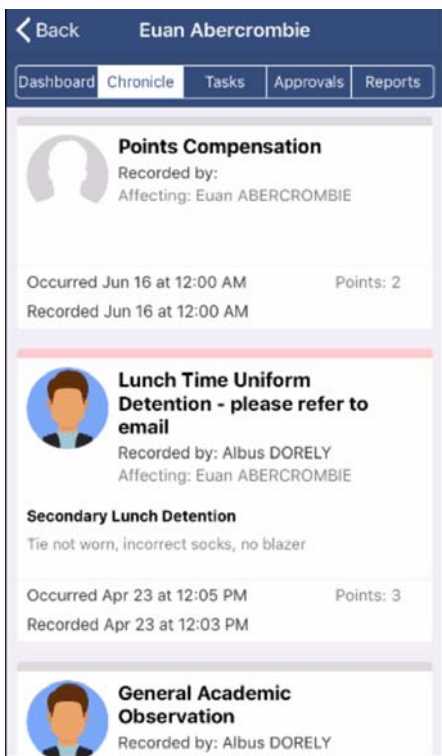 Back Euan Abercrombie
Dashboard Chronicle Tasks Approvals Reports
Points Compensation
Recorded by:
Affecting: Euan ABERCROMBIE
Occurred Jun 16 at 12:00 AM Points: 2
Recorded Jun 16 at 12:00 AM
Lunch Time Uniform
Detention - please refer to
email
Recorded by: Albus DORELY
Affecting: Euan ABERCROMBIE
Secondary Lunch Detention
Tie not worn, incorrect socks, no blazer
Occurred Apr 23 at 12:05 PM Points: 3
Recorded Apr 23 at 12:03 PM
General Academic
Observation
Recorded by: Albus DORELY